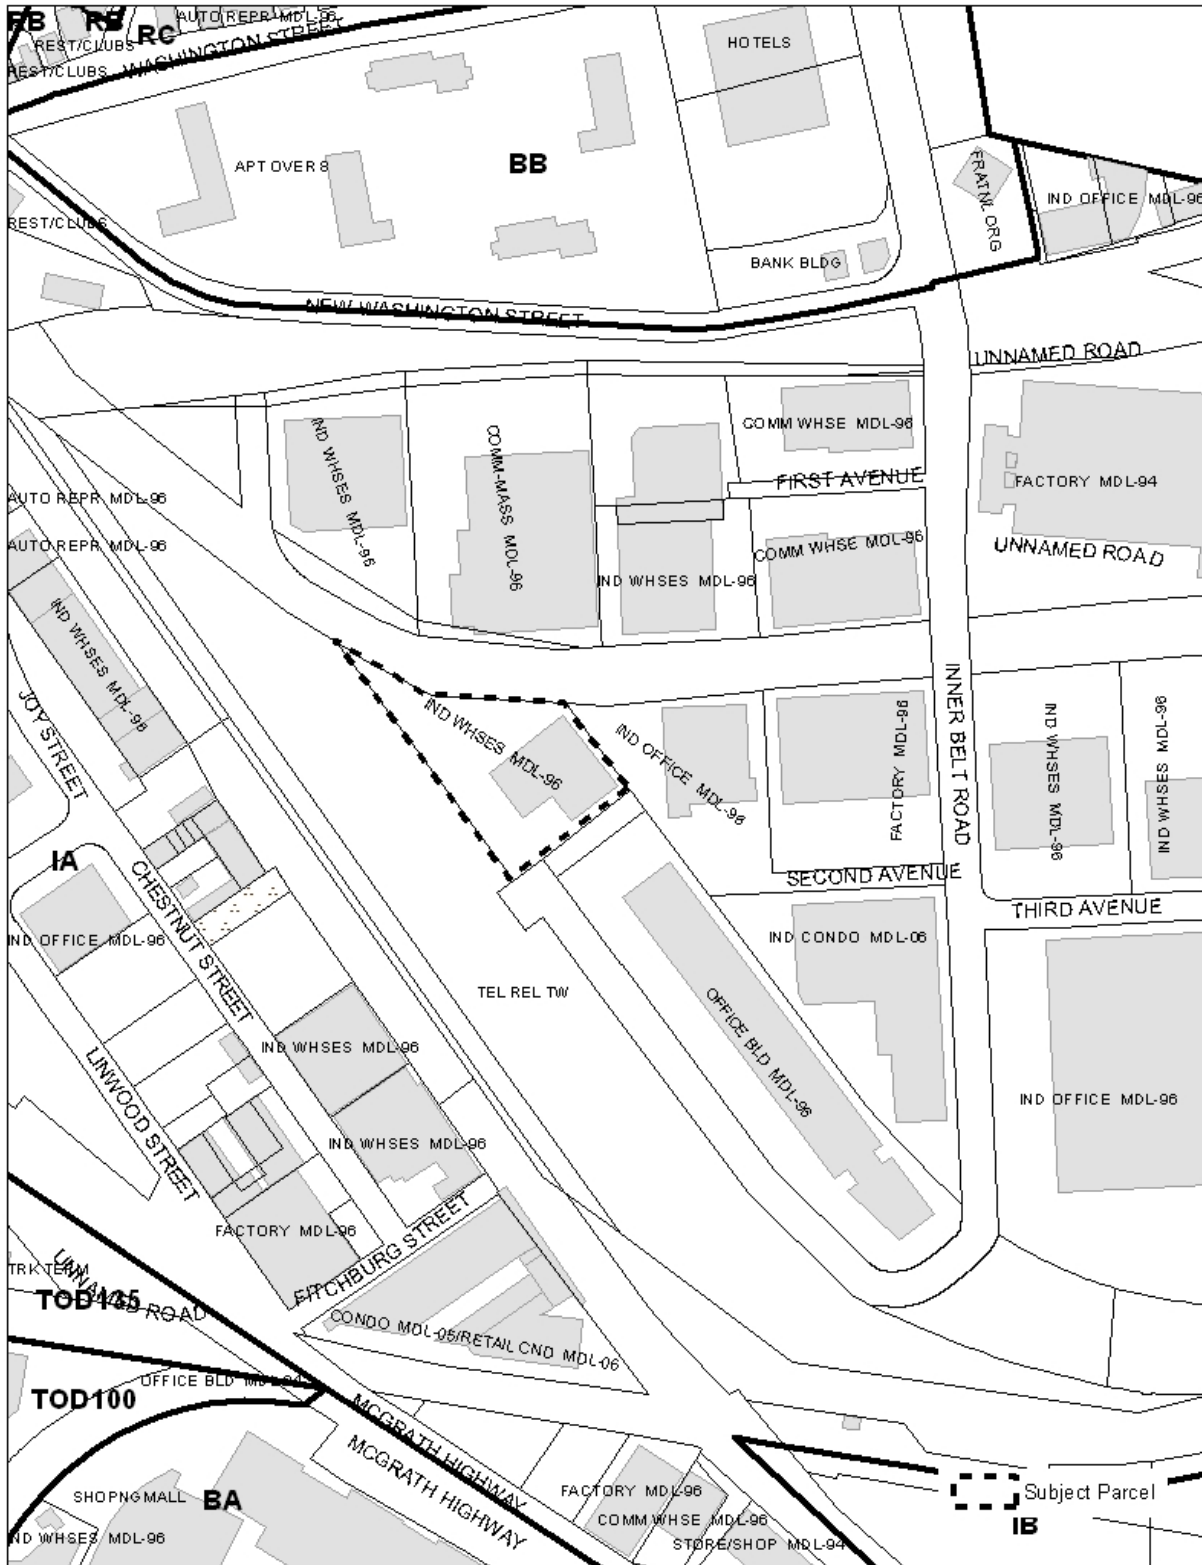 RB RB RC AUTO REPR MDL-96
REST/CLUBS
WASHINGTON STREET
REST/CLUBS
HOTELS
APT OVER 8
BB
FRATNL ORG
IND OFFICE MDL-96
REST/CLUBS
BANK BLDG
NEW WASHINGTON STREET
UNNAMED ROAD
IND WHSES MDL-96
COMM-MASS MDL-96
COMM WHSE MDL-96
FIRST AVENUE
FACTORY MDL-94
AUTO REPR MDL-96
AUTO REPR MDL-96
COMM WHSE MDL-96
UNNAMED ROAD
IND WHSES MDL-96
IND WHSES MDL-96
JOY STREET
IND WHSES MDL-96
IND OFFICE MDL-96
FACTORY MDL-96
INNER BELT ROAD
IND WHSES MDL-96
IND WHSES MDL-96
IA
CHESTNUT STREET
SECOND AVENUE
THIRD AVENUE
IND OFFICE MDL-96
IND CONDO MDL-06
TEL REL TW
OFFICE BLD MDL-96
LINWOOD STREET
IND WHSES MDL-96
IND OFFICE MDL-96
IND WHSES MDL-96
FACTORY MDL-96
FITCHBURG STREET
TRK TERM
UNNAMED ROAD
TOD135
CONDO MDL-05/RETAIL CND MDL-06
OFFICE BLD MDL-94
TOD100
MCGRATH HIGHWAY
MCGRATH HIGHWAY
SHOPNGMALL
BA
FACTORY MDL-96
Subject Parcel
IB
COMM WHSE MDL-96
IND WHSES MDL-96
STORE/SHOP MDL-94